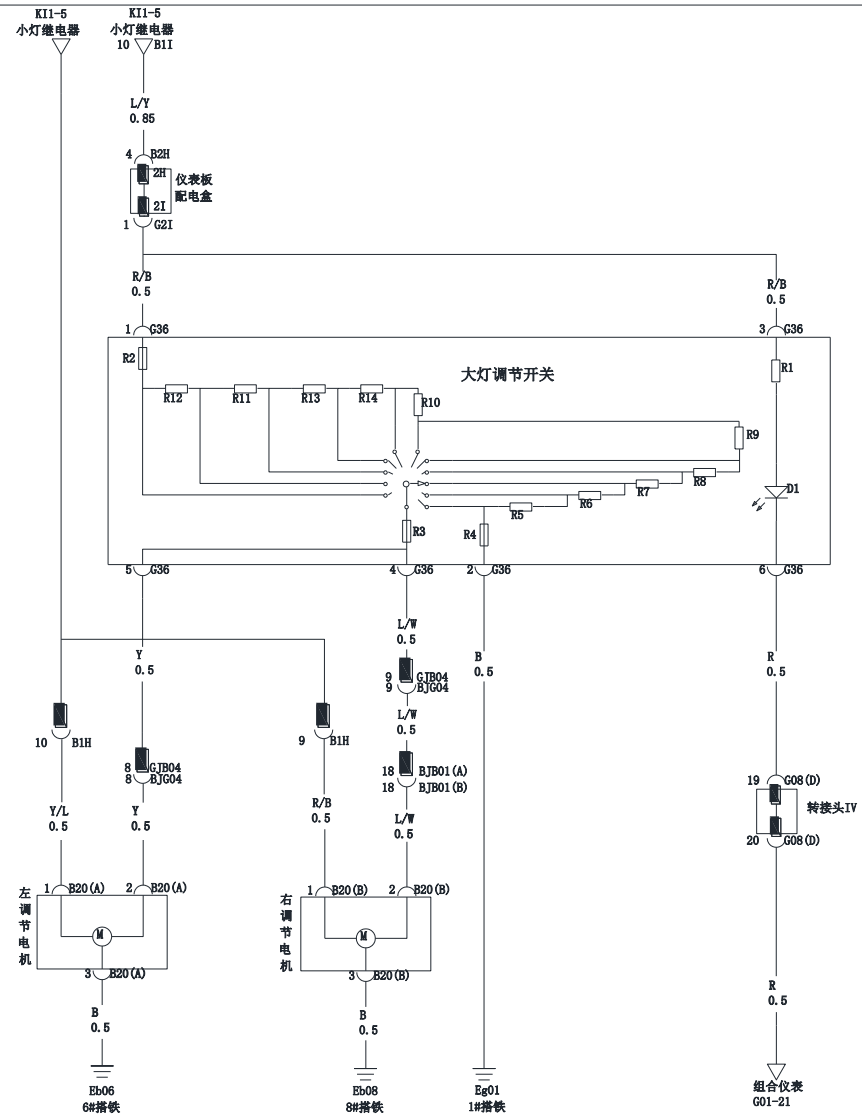 KI1-5
小灯继电器
KI1-5
小灯继电器
10 B1I
L/Y
0.85
4 B2H
2H
仪表板
配电盒
2I
1 G2I
R/B
0.5
R/B
0.5
1 G36
3 G36
R2
大灯调节开关
R1
R12 R11 R13 R14
R10
R9
R8
R7
R6
R5
D1
R3
R4
5 G36
4 G36
2 G36
6 G36
L/W
0.5
Y
0.5
B
0.5
R
0.5
9 GJB04
9 BJG04
L/W
0.5
10 B1H
9 B1H
8 GJB04
8 BJG04
18 BJB01(A)
18 BJB01(B)
19 G08(D)
转接头IV
20 G08(D)
Y/L
0.5
Y
0.5
R/B
0.5
L/W
0.5
1 B20(A)
2 B20(A)
1 B20(B)
2 B20(B)
左调节电机
M
右调节电机
M
3 B20(A)
3 B20(B)
B
0.5
B
0.5
R
0.5
Eb06
6#搭铁
Eb08
8#搭铁
Eg01
1#搭铁
组合仪表
G01-21